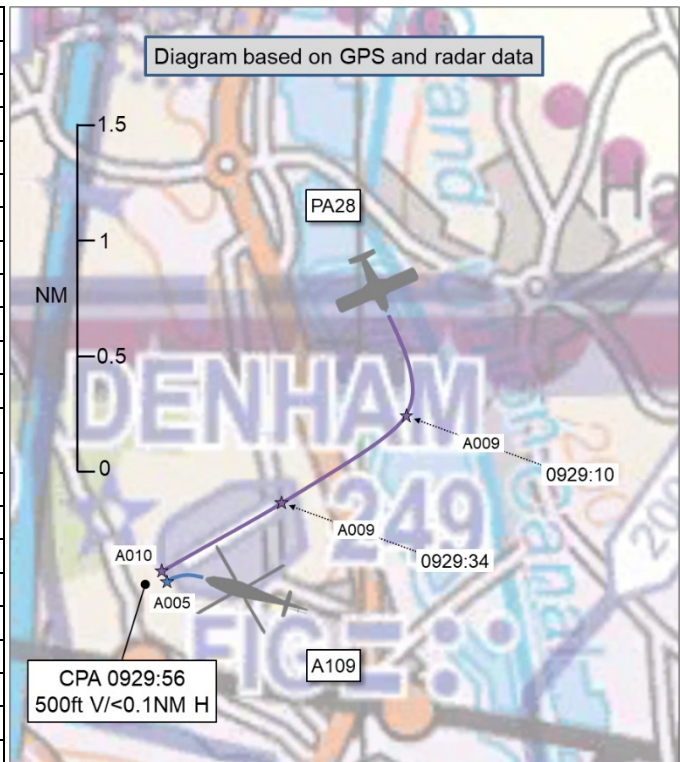 Diagram based on GPS and radar data
1.5
PA28
1
NM
0.5
DENHAM
A009
0929:10
0
249
A009
0929:34
A010
A005
CPA 0929:56
500ft V/<0.1NM H
A109